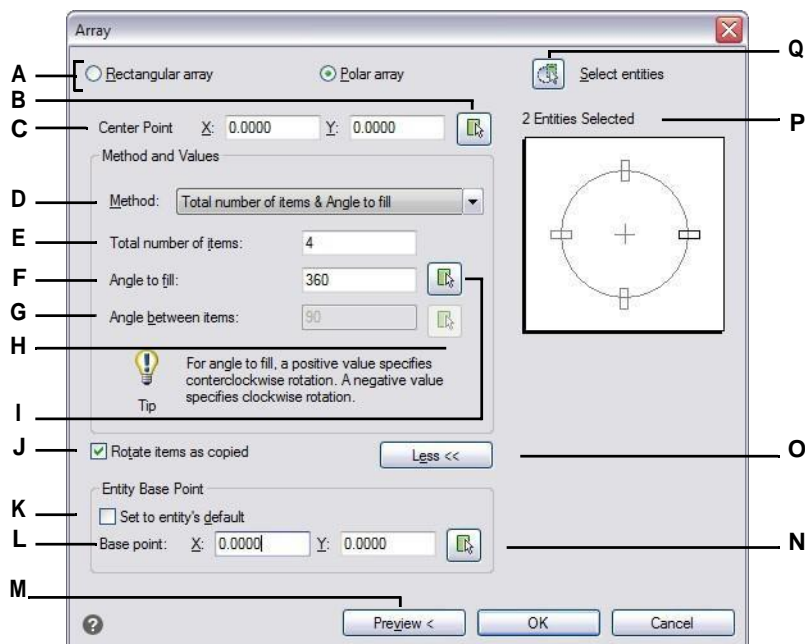 Array
A
Rectangular array
Polar array
Q
Select entities
B
C
Center Point X: 0.0000 Y: 0.0000
2 Entities Selected
P
Method and Values
D
Method: Total number of items & Angle to fill
E
Total number of items: 4
F
Angle to fill: 360
G
Angle between items: 90
H
Tip
For angle to fill, a positive value specifies
conterclockwise rotation. A negative value
specifies clockwise rotation.
I
J
Rotate items as copied
Less <<
O
Entity Base Point
K
Set to entity's default
L
Base point: X: 0.0000 Y: 0.0000
N
M
?
Preview <
OK
Cancel